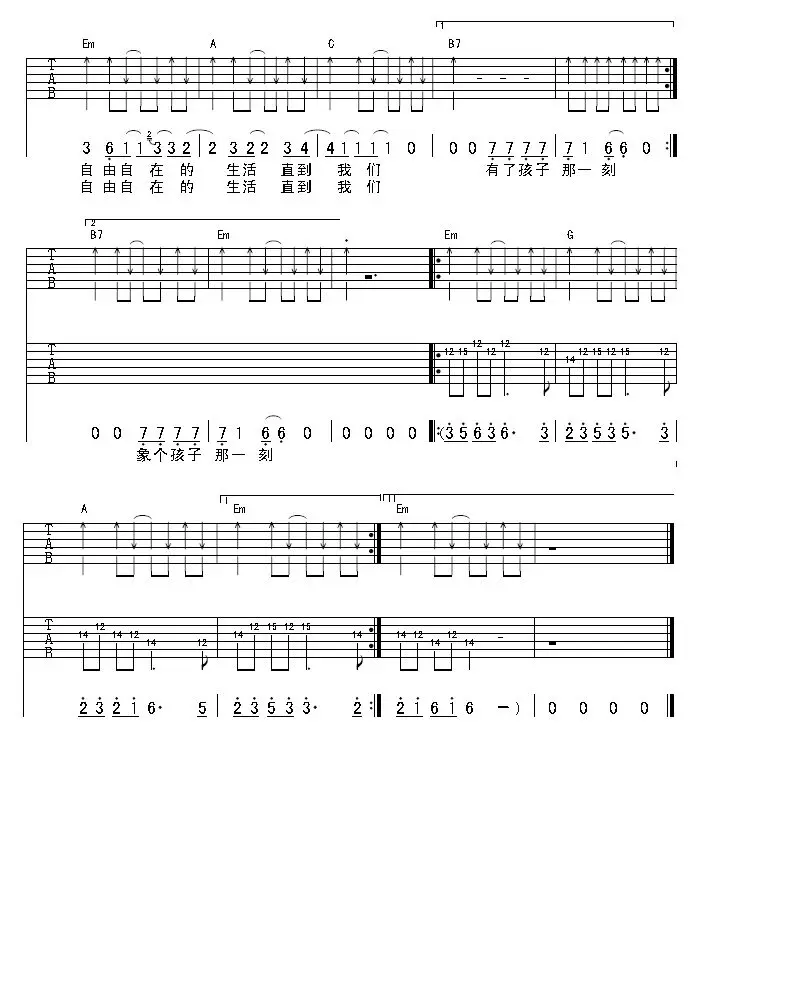 1
Em A C B7
T
A
B
2
3 6 1 1 3 3 2 | 2 3 2 2 3 4 | 4 1 1 1 1 0 | 0 0 7 7 7 7 | 7 1 6 6 0 :
自 由 自 在 的 生 活 直 到 我 们 有 了 孩 子 那 一 刻
自 由 自 在 的 生 活 直 到 我 们
2
B7 Em Em G
T
A
B
12 15 12 12 12 12 14 12 15 12 15 12
T
A
B
0 0 7 7 7 7 | 7 1 6 6 0 | 0 0 0 0 : (3 5 6 3 6· 3 | 2 3 5 3 5· 3
象 个 孩 子 那 一 刻
A Em Em
T
A
B
14 12 14 12 14 12 14 12 15 12 15 14 14 12 14 12 14 –
T
A
B
2 3 2 1 6· 5 | 2 3 5 3 3· 2 : 2 1 6 1 6 – ) | 0 0 0 0